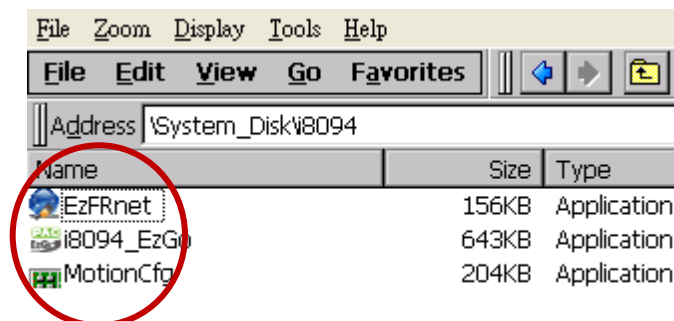 File Zoom Display Tools Help
File Edit View Go Favorites
Address \System_Disk\i8094
Name Size Type
EzFRnet 156KB Application
i8094_EzGo 643KB Application
MotionCfg 204KB Application